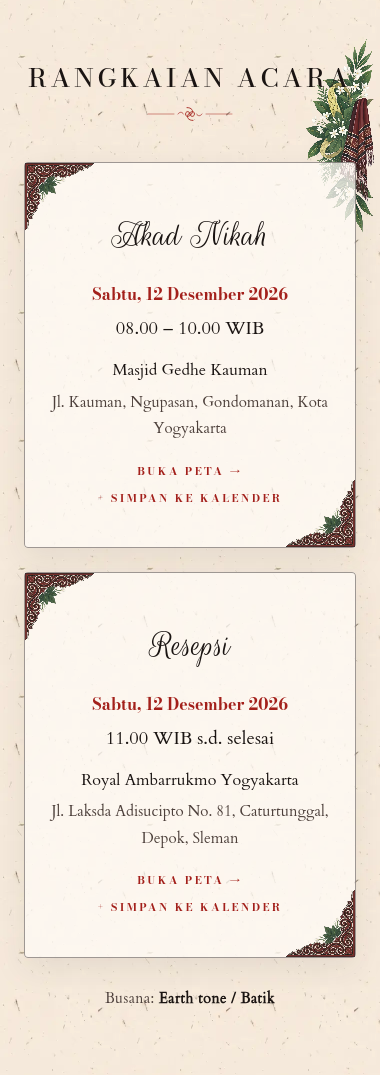 RANGKAIAN ACARA
Akad Nikah
Sabtu, 12 Desember 2026
08.00 – 10.00 WIB
Masjid Gedhe Kauman
Jl. Kauman, Ngupasan, Gondomanan, Kota
Yogyakarta
BUKA PETA →
+ SIMPAN KE KALENDER
Resepsi
Sabtu, 12 Desember 2026
11.00 WIB s.d. selesai
Royal Ambarrukmo Yogyakarta
Jl. Laksda Adisucipto No. 81, Caturtunggal,
Depok, Sleman
BUKA PETA →
+ SIMPAN KE KALENDER
Busana: Earth tone / Batik